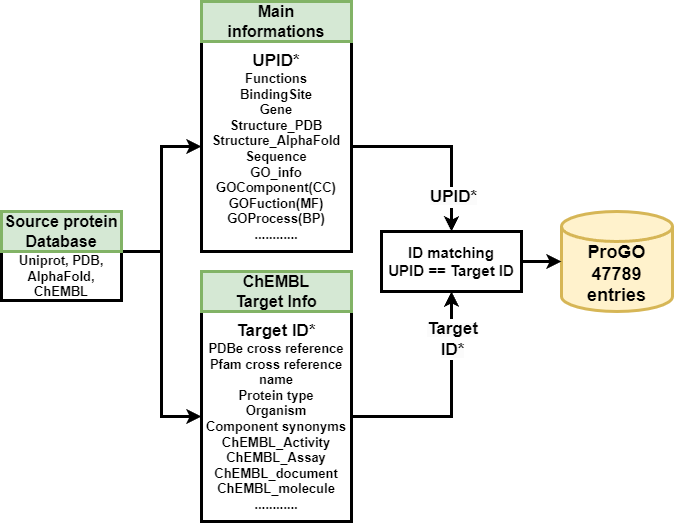 Main
informations
UPID*
Functions
BindingSite
Gene
Structure_PDB
Structure_AlphaFold
Sequence
GO_info
GOComponent(CC)
GOFuction(MF)
GOProcess(BP)
............
Source protein
Database
Uniprot, PDB,
AlphaFold,
ChEMBL
ChEMBL
Target Info
Target ID*
PDBe cross reference
Pfam cross reference
name
Protein type
Organism
Component synonyms
ChEMBL_Activity
ChEMBL_Assay
ChEMBL_document
ChEMBL_molecule
............
UPID*
ID matching
UPID == Target ID
Target
ID*
ProGO
47789
entries